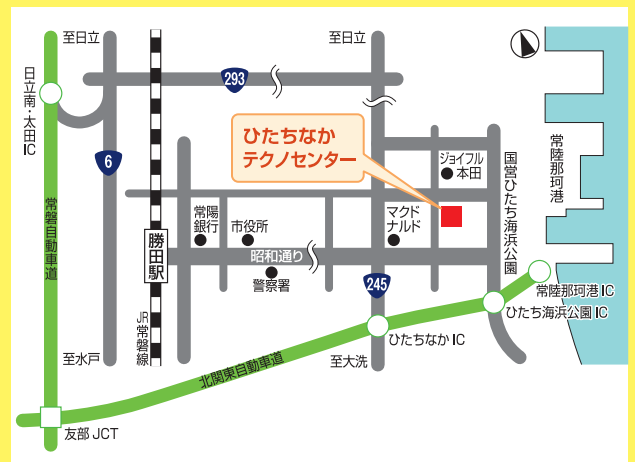 至日立
至日立
日立南・太田IC
293
6
ひたちなか
テクノセンター
ジョイフル
本田
国営ひたち海浜公園
常陸那珂港
常磐自動車道
勝田駅
常陽
銀行
市役所
マクド
ナルド
昭和通り
警察署
245
常陸那珂港IC
ひたち海浜公園IC
JR常磐線
ひたちなかIC
至水戸
至大洗
北関東自動車道
友部JCT